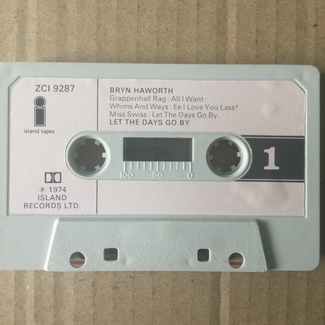 ZCI 9287
BRYN HAWORTH
Grappenhall Rag : All I Want :
Whims And Ways : Ee I Love You Lass*
Miss Swiss : Let The Days Go By.
LET THE DAYS GO BY
i
island tapes
1
100 50 0
℗ 1974
ISLAND
RECORDS LTD.